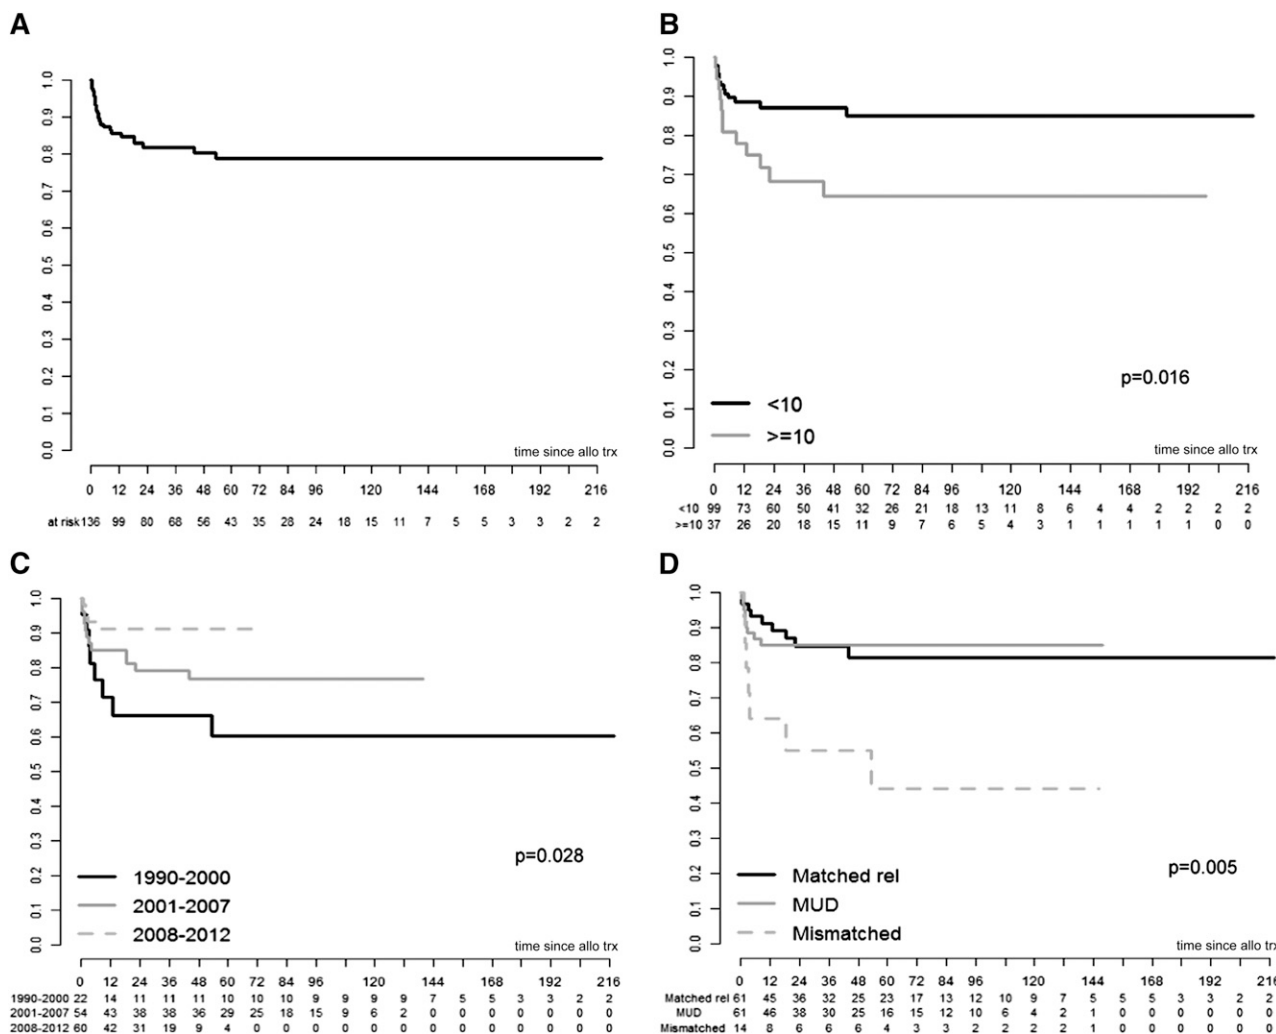 A
1.0
0.9
0.8
0.7
0.6
0.5
0.4
0.3
0.2
0.1
0.0
time since allo trx
0 12 24 36 48 60 72 84 96 120 144 168 192 216
at risk 136 99 80 68 56 43 35 28 24 18 15 11 7 5 5 3 3 2 2
B
1.0
0.9
0.8
0.7
0.6
0.5
0.4
0.3
0.2
0.1
0.0
p=0.016
<10
>=10
time since allo trx
0 12 24 36 48 60 72 84 96 120 144 168 192 216
<10 99 73 60 50 41 32 26 21 18 13 11 8 6 4 4 2 2 2 2
>=10 37 26 20 18 15 11 9 7 6 5 4 3 1 1 1 1 1 0 0
C
1.0
0.9
0.8
0.7
0.6
0.5
0.4
0.3
0.2
0.1
0.0
p=0.028
1990-2000
2001-2007
2008-2012
time since allo trx
0 12 24 36 48 60 72 84 96 120 144 168 192 216
1990-2000 22 14 11 11 11 10 10 10 9 9 9 9 7 5 5 3 3 2 2
2001-2007 54 43 38 38 36 29 25 18 15 9 6 2 0 0 0 0 0 0 0
2008-2012 60 42 31 19 9 4 0 0 0 0 0 0 0 0 0 0 0 0 0
D
1.0
0.9
0.8
0.7
0.6
0.5
0.4
0.3
0.2
0.1
0.0
p=0.005
Matched rel
MUD
Mismatched
time since allo trx
0 12 24 36 48 60 72 84 96 120 144 168 192 216
Matched rel 61 45 36 32 25 23 17 13 12 10 9 7 5 5 5 3 3 2 2
MUD 61 46 38 30 25 16 15 12 10 6 4 2 1 0 0 0 0 0 0
Mismatched 14 8 6 6 6 4 3 3 2 2 2 2 1 0 0 0 0 0 0